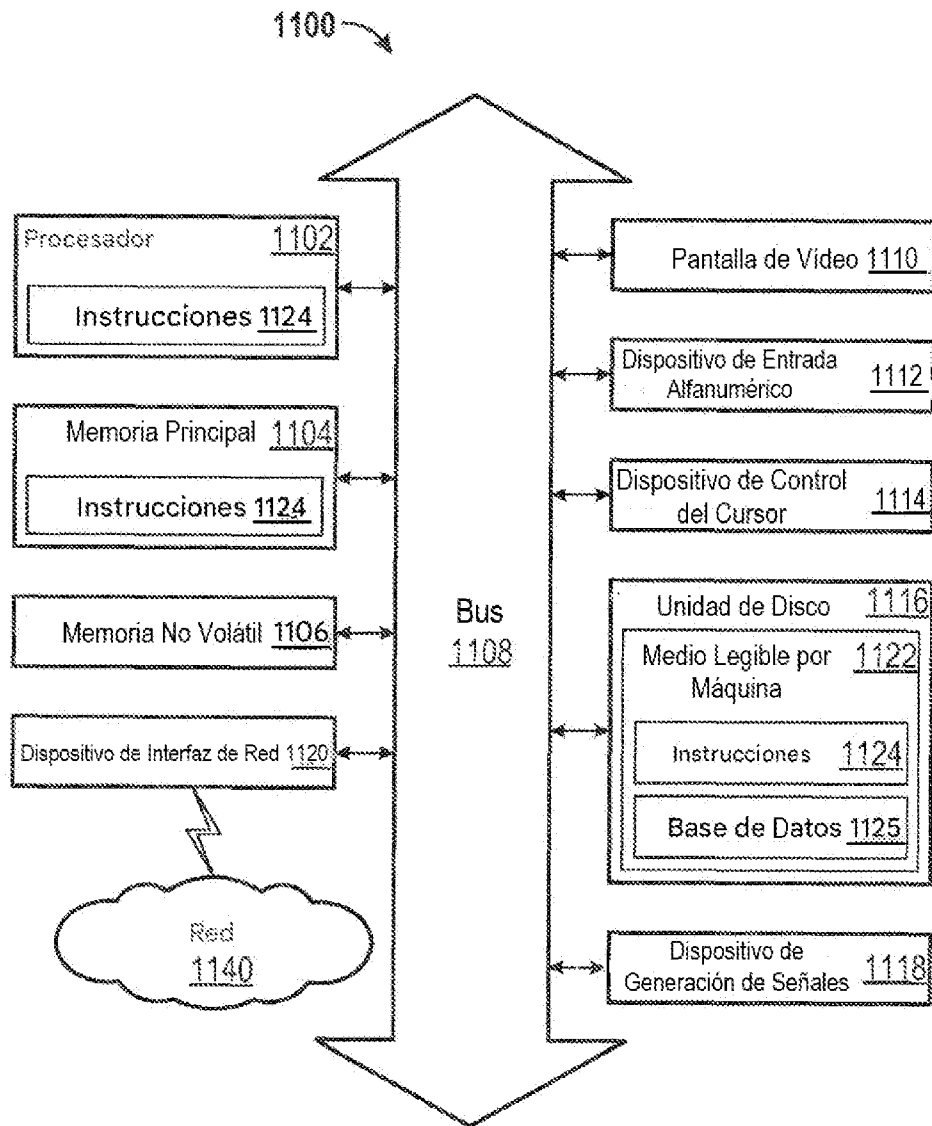 1100
Procesador 1102
Instrucciones 1124
Memoria Principal 1104
Instrucciones 1124
Memoria No Volátil 1106
Dispositivo de Interfaz de Red 1120
Red
1140
Bus
1108
Pantalla de Vídeo 1110
Dispositivo de Entrada
Alfanumérico 1112
Dispositivo de Control
del Cursor 1114
Unidad de Disco 1116
Medio Legible por 1122
Máquina
Instrucciones 1124
Base de Datos 1125
Dispositivo de
Generación de Señales 1118